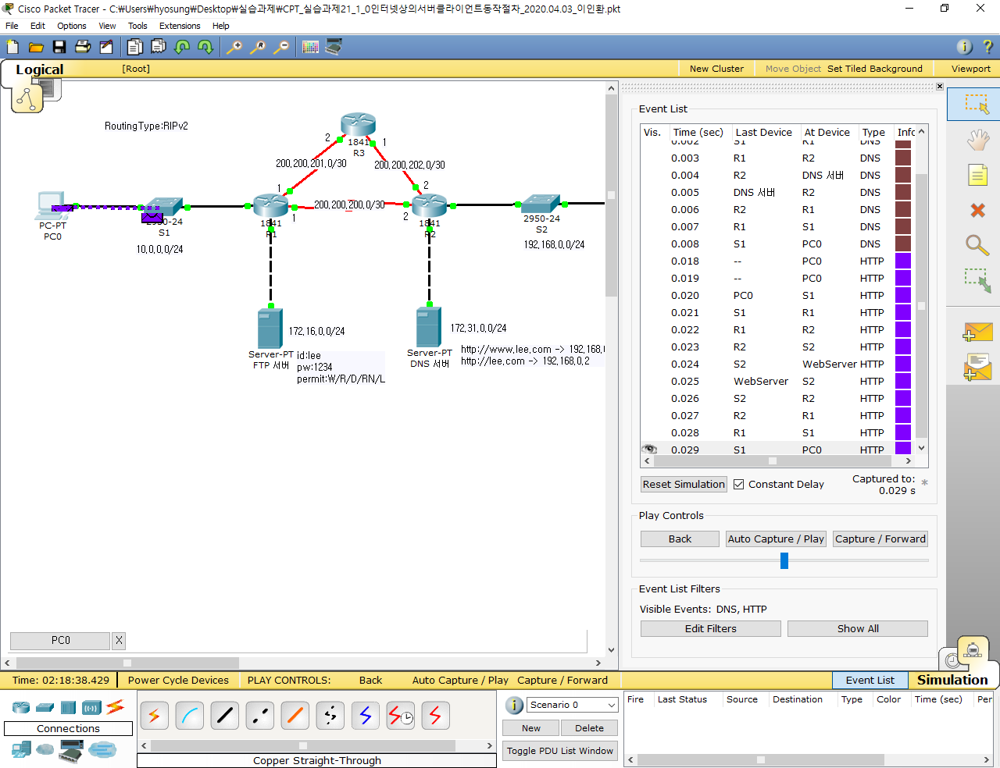 Cisco Packet Tracer - C:₩Users₩hyosung₩Desktop₩실습과제₩CPT_실습과제21_1_0인터넷상의서버클라이언트동작절차_2020.04.03_이인환.pkt
File Edit Options View Tools Extensions Help
Logical [Root] New Cluster Move Object Set Tiled Background Viewport
RoutingType:RIPv2
2 1841 1
R3
200,200,201,0/30 200,200,202,0/30
1 2
200,200,200,0/30
PC-PT 2950-24 1841 1 2 1841 2950-24
PC0 S1 R1 R2 S2
10,0,0,0/24 192,168,0,0/24
172,16,0,0/24 172,31,0,0/24
Server-PT
FTP 서버
id:lee
pw:1234
permit:W/R/D/RN/L
Server-PT
DNS 서버
http://www.lee.com -> 192,168,
http://lee.com -> 192,168,0,2
PC0 X
Event List
Vis. Time (sec) Last Device At Device Type Info
0.002 S1 R1 DNS
0.003 R1 R2 DNS
0.004 R2 DNS 서버 DNS
0.005 DNS 서버 R2 DNS
0.006 R2 R1 DNS
0.007 R1 S1 DNS
0.008 S1 PC0 DNS
0.018 -- PC0 HTTP
0.019 -- PC0 HTTP
0.020 PC0 S1 HTTP
0.021 S1 R1 HTTP
0.022 R1 R2 HTTP
0.023 R2 S2 HTTP
0.024 S2 WebServer HTTP
0.025 WebServer S2 HTTP
0.026 S2 R2 HTTP
0.027 R2 R1 HTTP
0.028 R1 S1 HTTP
0.029 S1 PC0 HTTP
Reset Simulation Constant Delay Captured to: *
0.029 s
Play Controls
Back Auto Capture / Play Capture / Forward
Event List Filters
Visible Events: DNS, HTTP
Edit Filters Show All
Time: 02:18:38.429 Power Cycle Devices PLAY CONTROLS: Back Auto Capture / Play Capture / Forward Event List Simulation
Connections
Copper Straight-Through
Scenario 0
New Delete
Toggle PDU List Window
Fire Last Status Source Destination Type Color Time (sec) Per